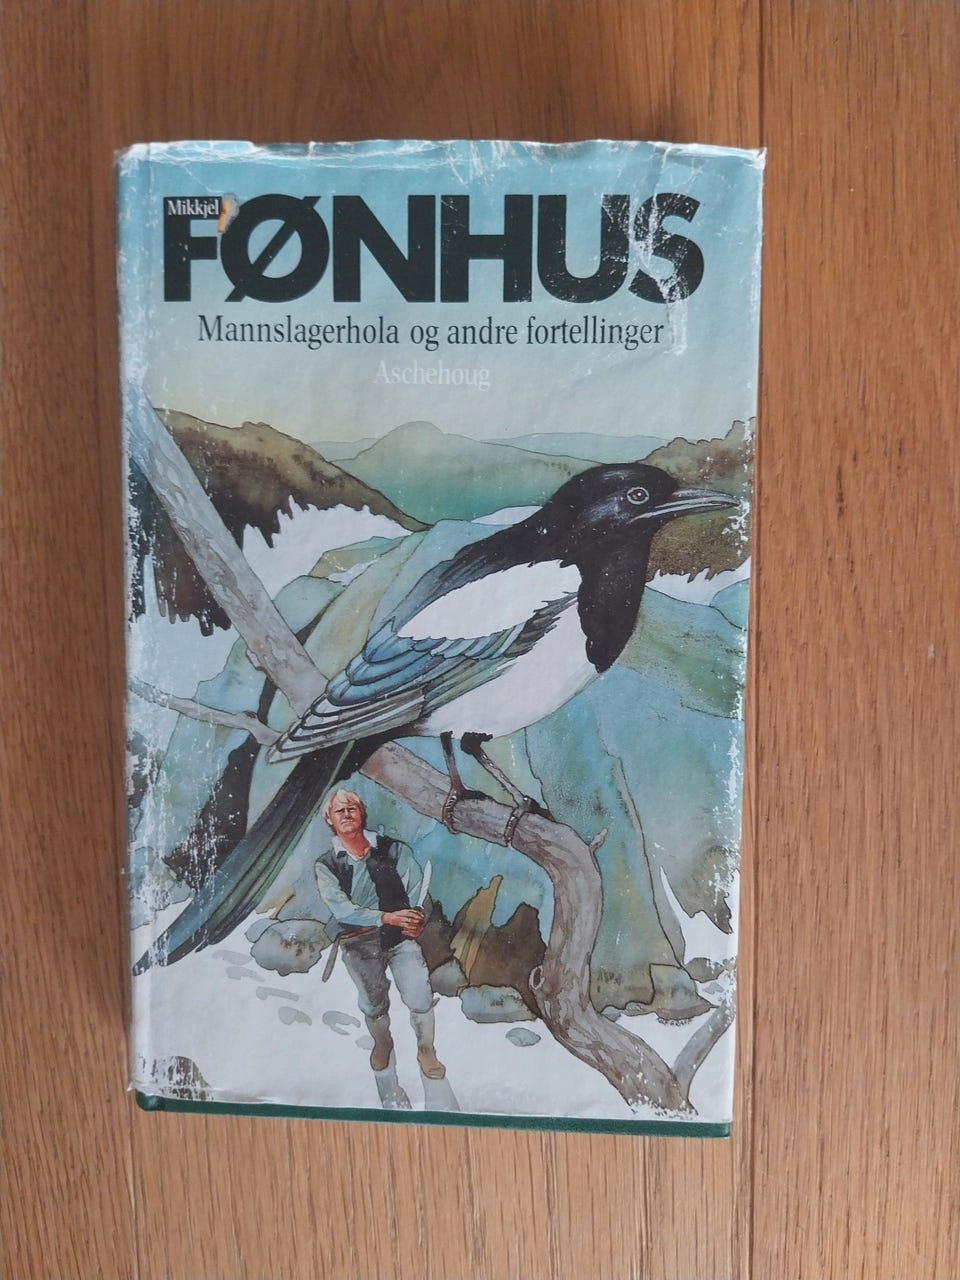 Mikkjel
FØNHUS
Mannslagerhola og andre fortellinger
Aschehoug